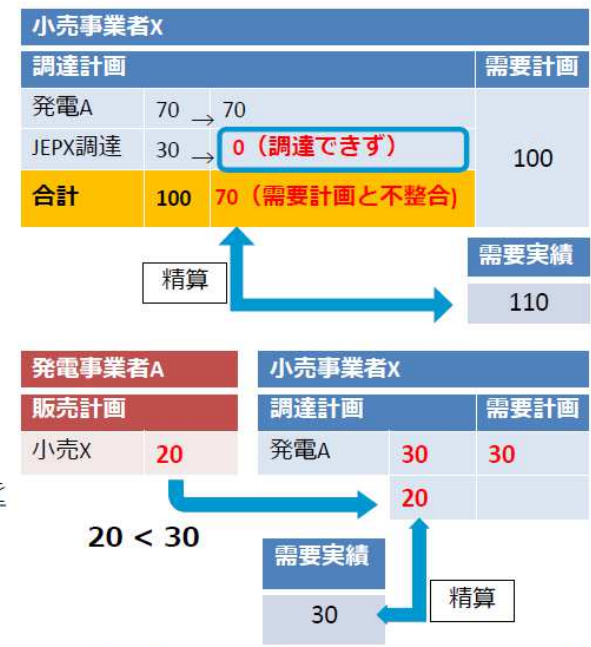 小売事業者X
調達計画 需要計画
発電A 70 → 70
JEPX調達 30 → 0（調達できず）
100
合計 100 70（需要計画と不整合）
精算
需要実績
110
発電事業者A 小売事業者X
販売計画 調達計画 需要計画
小売X 20 発電A 30 30
20
20 < 30
需要実績
30
精算